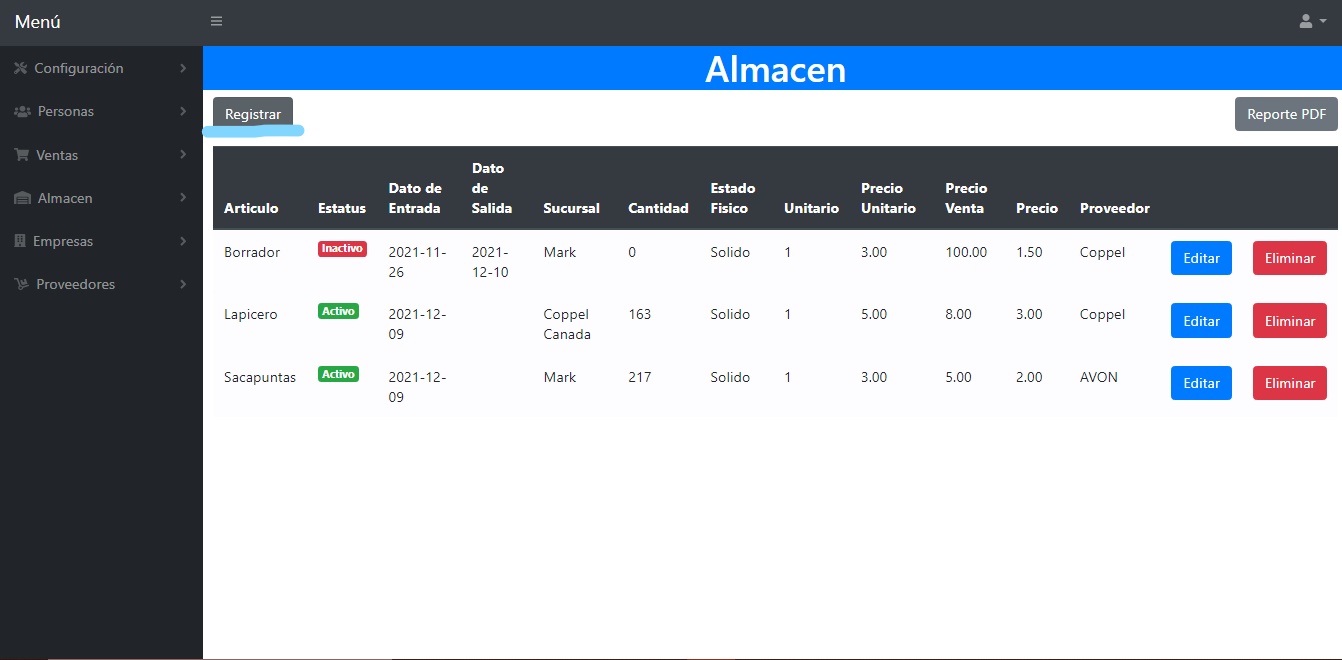 Menú
Configuración
Personas
Ventas
Almacen
Empresas
Proveedores
Almacen
Registrar
Reporte PDF
Articulo Estatus Dato de Entrada Dato de Salida Sucursal Cantidad Estado Fisico Unitario Precio Unitario Precio Venta Precio Proveedor
Borrador Inactivo 2021-11-26 2021-12-10 Mark 0 Solido 1 3.00 100.00 1.50 Coppel Editar Eliminar
Lapicero Activo 2021-12-09 Coppel Canada 163 Solido 1 5.00 8.00 3.00 Coppel Editar Eliminar
Sacapuntas Activo 2021-12-09 Mark 217 Solido 1 3.00 5.00 2.00 AVON Editar Eliminar